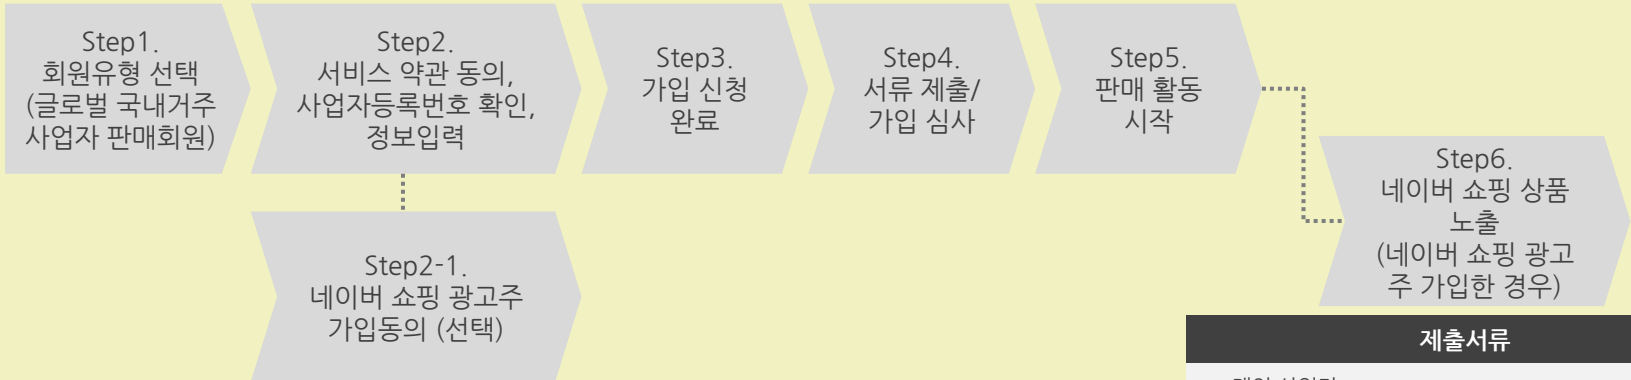 Step1.
회원유형 선택
(글로벌 국내거주
사업자 판매회원)
Step2.
서비스 약관 동의,
사업자등록번호 확인,
정보입력
Step3.
가입 신청
완료
Step4.
서류 제출/
가입 심사
Step5.
판매 활동
시작
Step6.
네이버 쇼핑 상품
노출
(네이버 쇼핑 광고
주 가입한 경우)
Step2-1.
네이버 쇼핑 광고주
가입동의 (선택)
제출서류